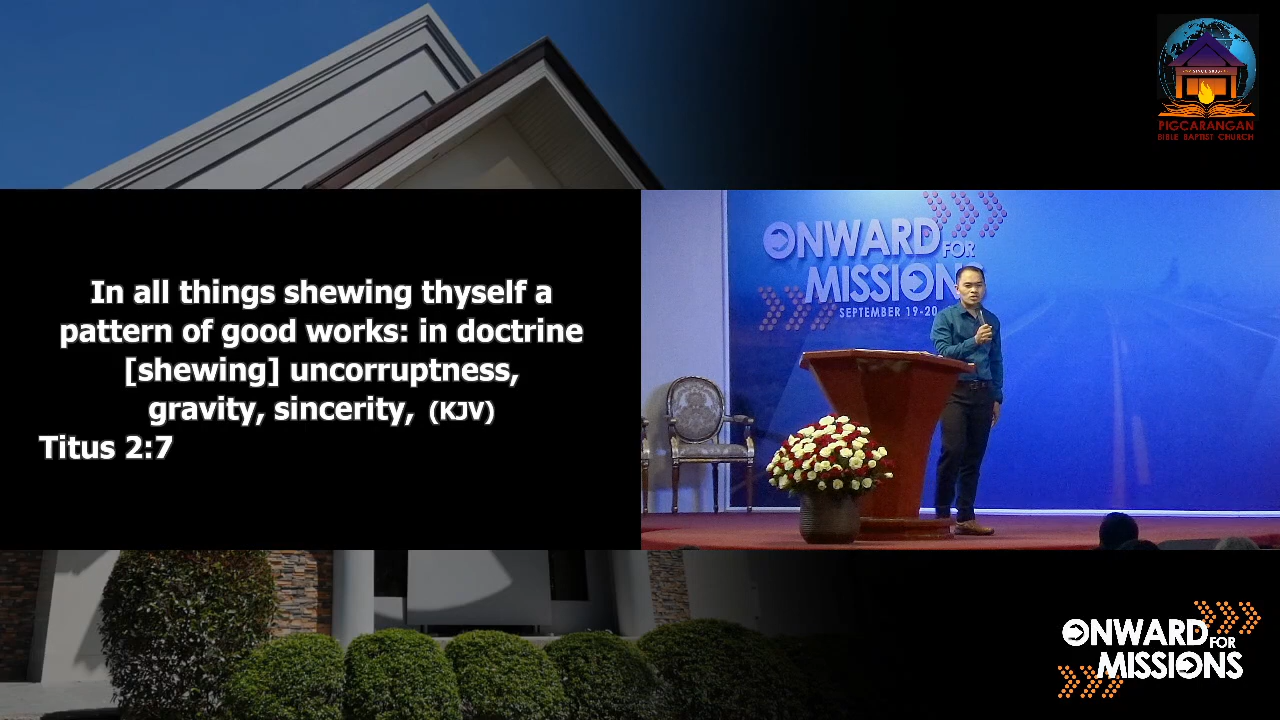 PIGCARANGAN
BIBLE BAPTIST CHURCH
In all things shewing thyself a
pattern of good works: in doctrine
[shewing] uncorruptness,
gravity, sincerity, (KJV)
Titus 2:7
ONWARD FOR
MISSIONS
SEPTEMBER 19-20
ONWARD FOR
MISSIONS